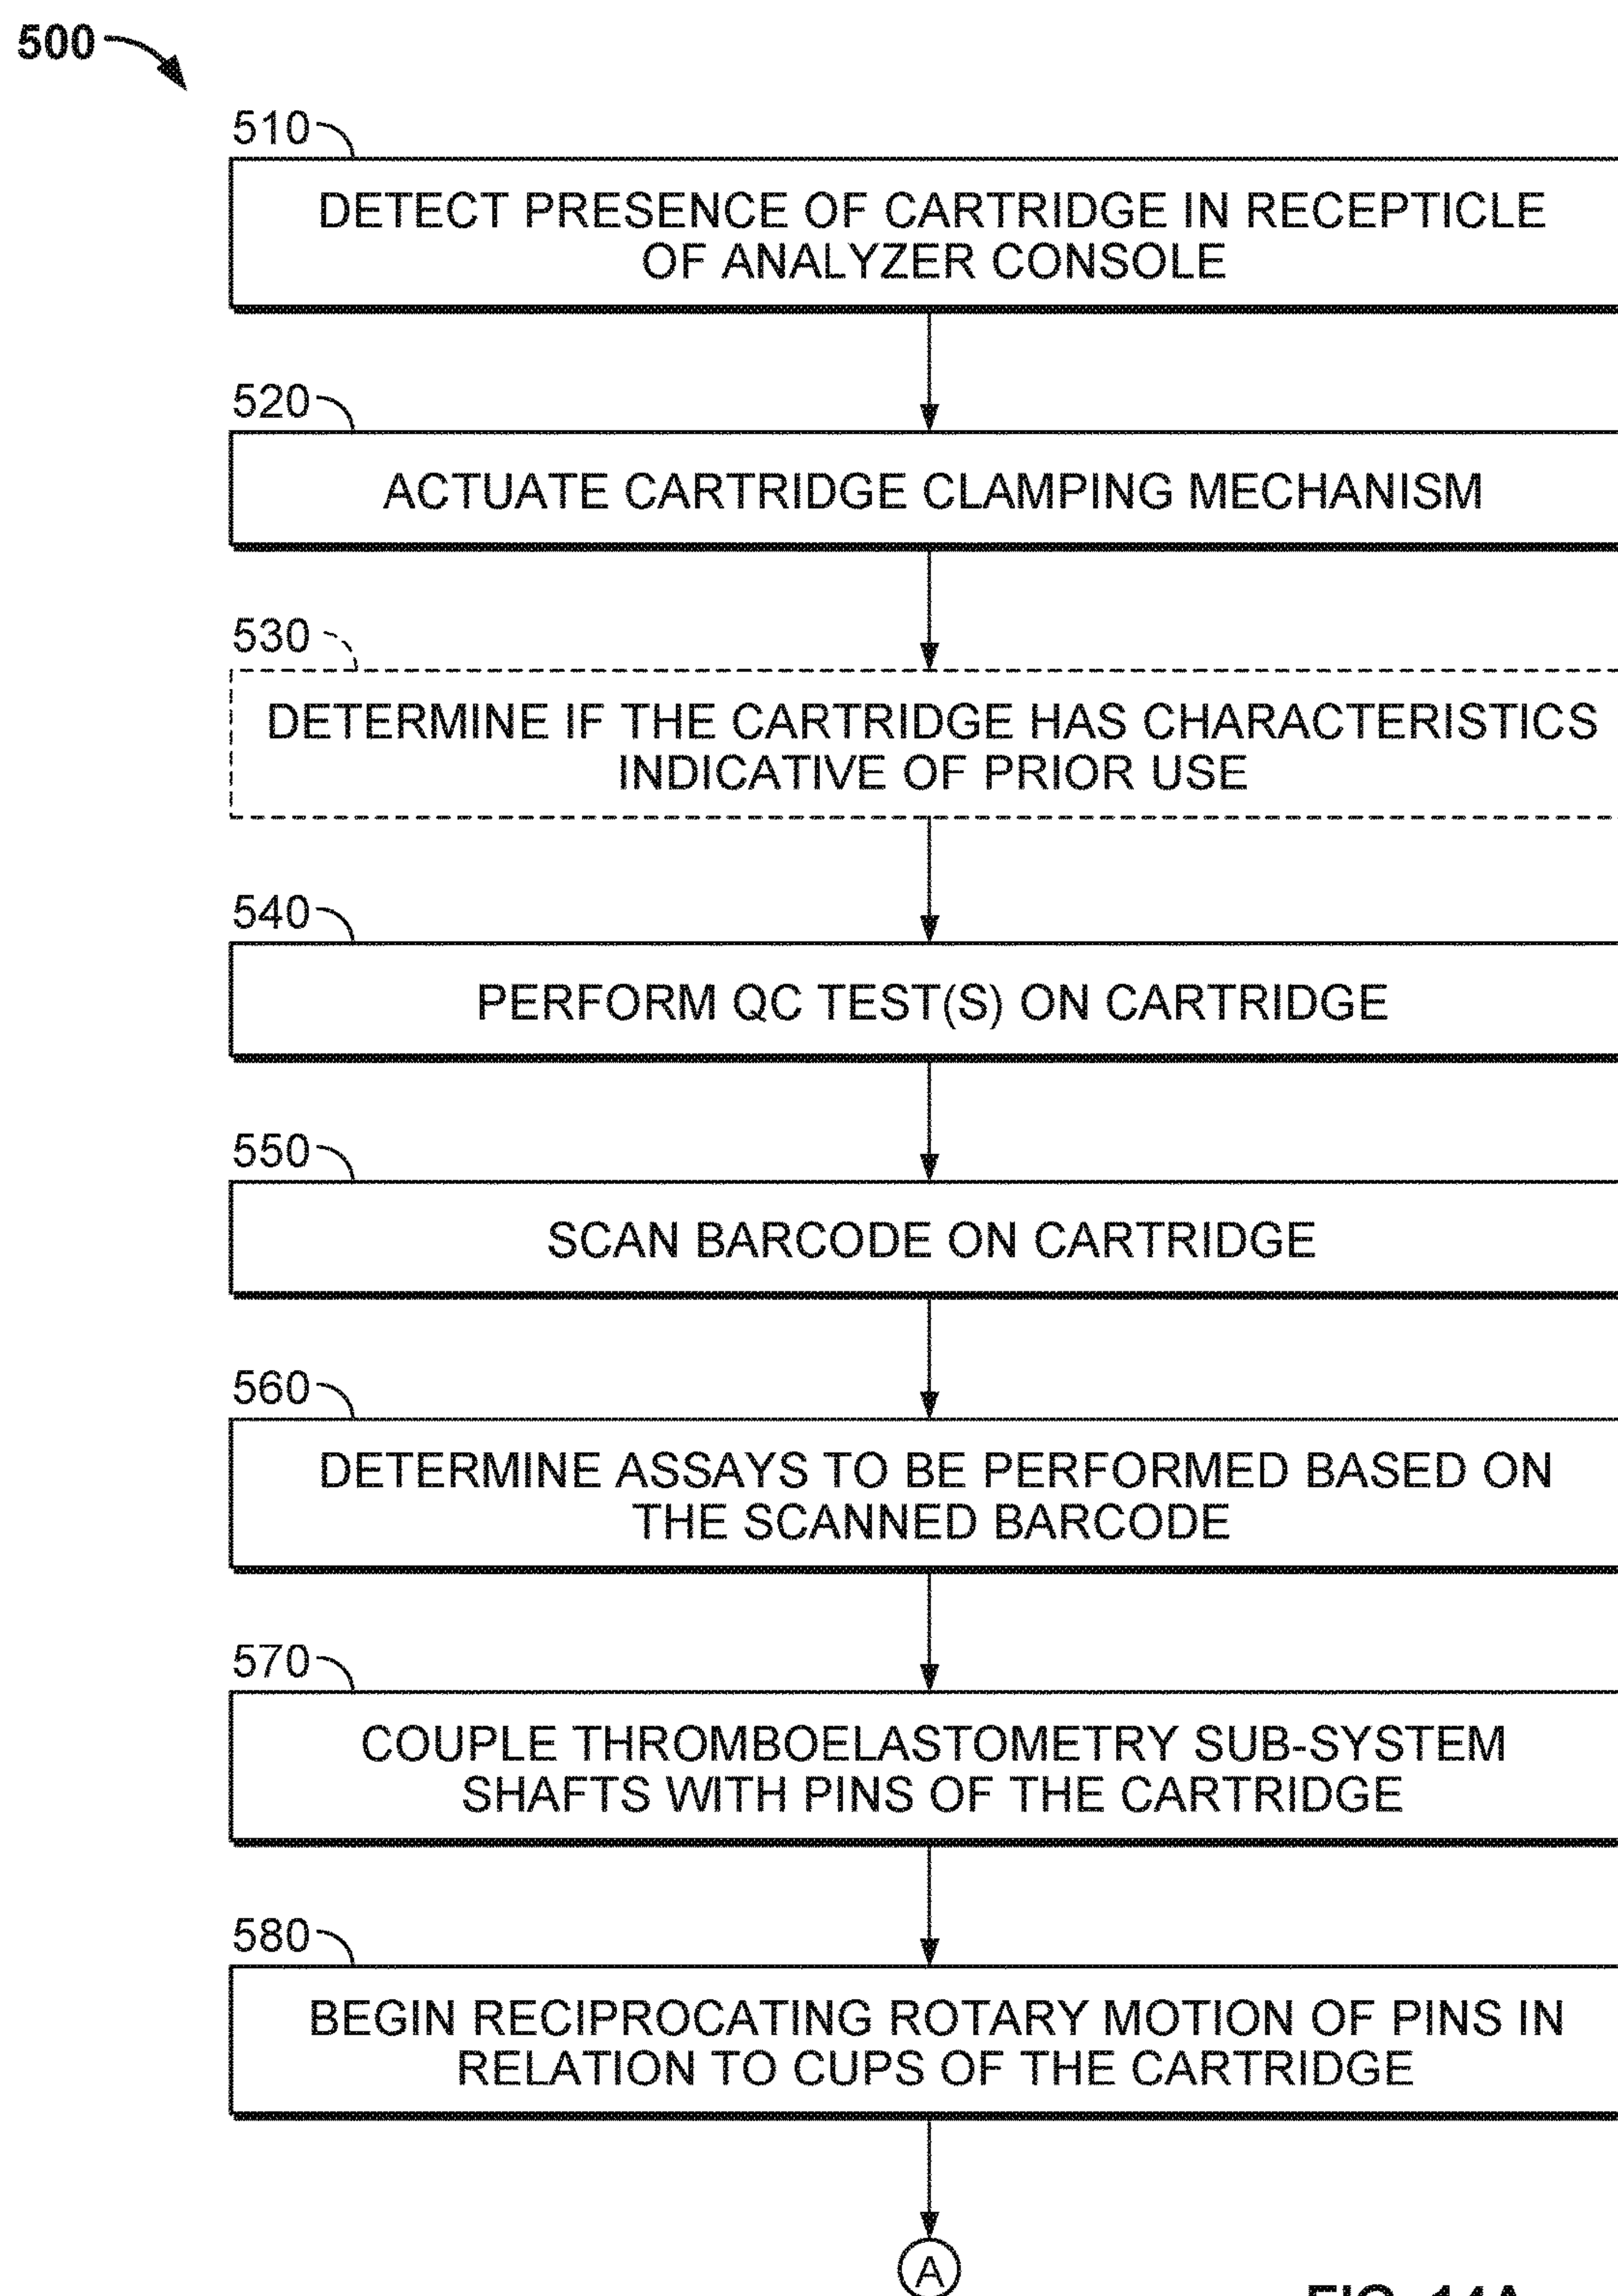 500
510
DETECT PRESENCE OF CARTRIDGE IN RECEPTICLE
OF ANALYZER CONSOLE
520
ACTUATE CARTRIDGE CLAMPING MECHANISM
530
DETERMINE IF THE CARTRIDGE HAS CHARACTERISTICS
INDICATIVE OF PRIOR USE
540
PERFORM QC TEST(S) ON CARTRIDGE
550
SCAN BARCODE ON CARTRIDGE
560
DETERMINE ASSAYS TO BE PERFORMED BASED ON
THE SCANNED BARCODE
570
COUPLE THROMBOELASTOMETRY SUB-SYSTEM
SHAFTS WITH PINS OF THE CARTRIDGE
580
BEGIN RECIPROCATING ROTARY MOTION OF PINS IN
RELATION TO CUPS OF THE CARTRIDGE
A
FIG. 14A